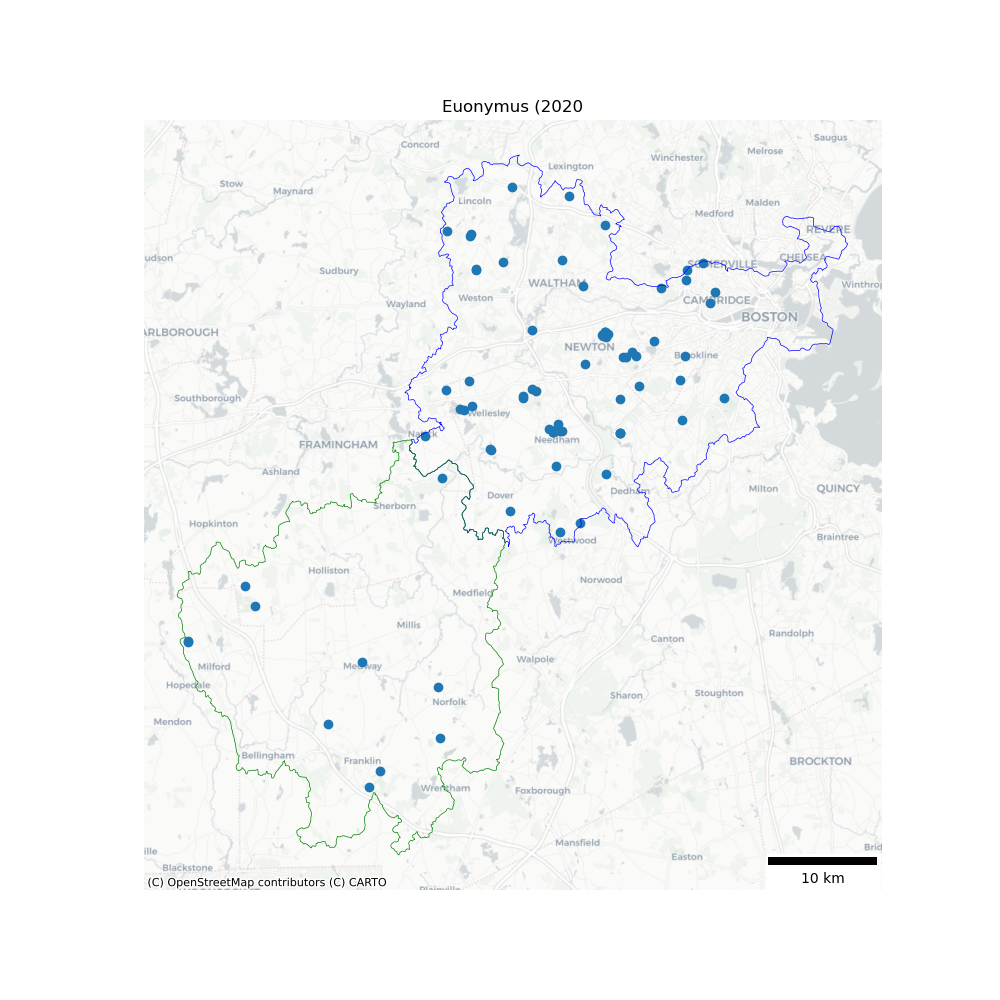 Euonymus (2020
Saugus
Concord
Melrose
Winchester
Lexington
Stow
Maynard
Lincoln
Malden
Medford
REVERE
udson
CHELSEA
SOMERVILLE
Sudbury
WALTHAM
Winthrop
Weston
Wayland
CAMBRIDGE
BOSTON
ARLBOROUGH
NEWTON
Brookline
Southborough
Wellesley
Natick
Needham
FRAMINGHAM
Ashland
Milton
QUINCY
Dedham
Dover
Sherborn
Hopkinton
Braintree
Westwood
Holliston
Norwood
Medfield
Millis
Randolph
Canton
Walpole
Milford
Medway
Hopedale
Sharon
Stoughton
Norfolk
Mendon
Bellingham
Franklin
BROCKTON
Wrentham
Foxborough
Mansfield
ville
Brid
Easton
Blackstone
(C) OpenStreetMap contributors (C) CARTO
10 km
Plainville